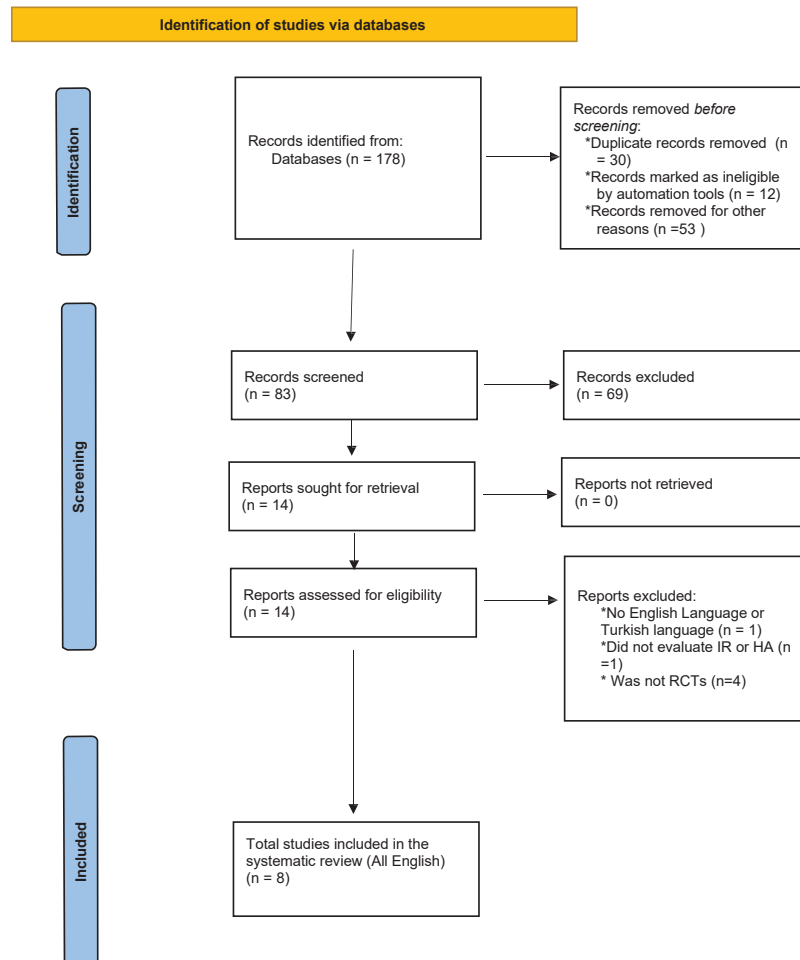 Identification of studies via databases
Identification
Records identified from:
Databases (n = 178)
Records removed before
screening:
*Duplicate records removed (n
= 30)
*Records marked as ineligible
by automation tools (n = 12)
*Records removed for other
reasons (n =53 )
Screening
Records screened
(n = 83)
Records excluded
(n = 69)
Reports sought for retrieval
(n = 14)
Reports not retrieved
(n = 0)
Reports assessed for eligibility
(n = 14)
Reports excluded:
*No English Language or
Turkish language (n = 1)
*Did not evaluate IR or HA (n
=1)
* Was not RCTs (n=4)
Included
Total studies included in the
systematic review (All English)
(n = 8)